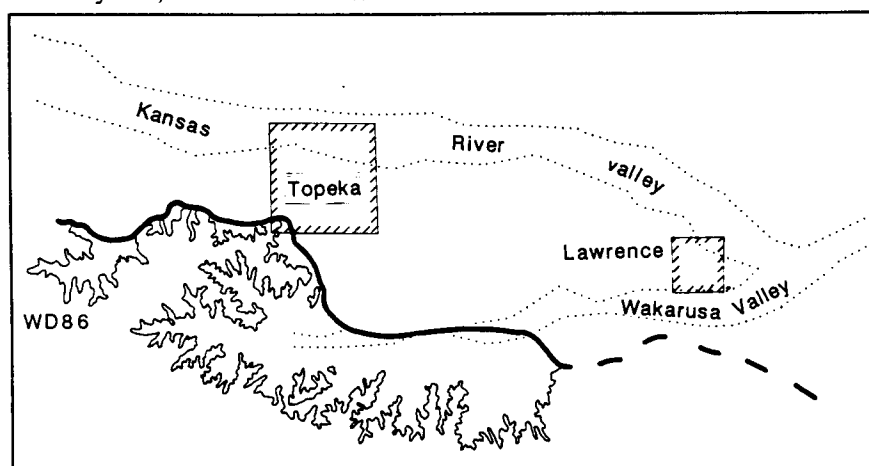 Kansas
River
valley
Topeka
Lawrence
Wakarusa Valley
WD86